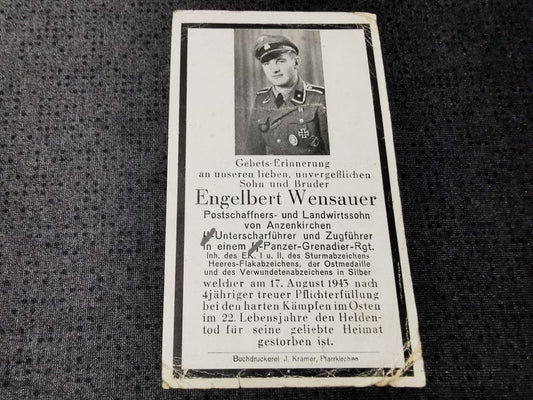 Gebets-Erinnerung
an unseren lieben, unvergeßlichen
Sohn und Bruder
Engelbert Wensauer
Postschaffners- und Landwirtssohn
von Anzenkirchen
Unterscharführer und Zugführer
in einem Panzer-Grenadier-Rgt.
Inh. des EK. I u. II, des Sturmabzeichens
Heeres-Flakabzeichens, der Ostmedaille
und des Verwundetenabzeichens in Silber
welcher am 17. August 1943 nach
4jähriger treuer Pflichterfüllung
bei den harten Kämpfen im Osten
im 22. Lebensjahre den Helden-
tod für seine geliebte Heimat
gestorben ist.
Buchdruckerei J. Kramer, Pfarrkirchen